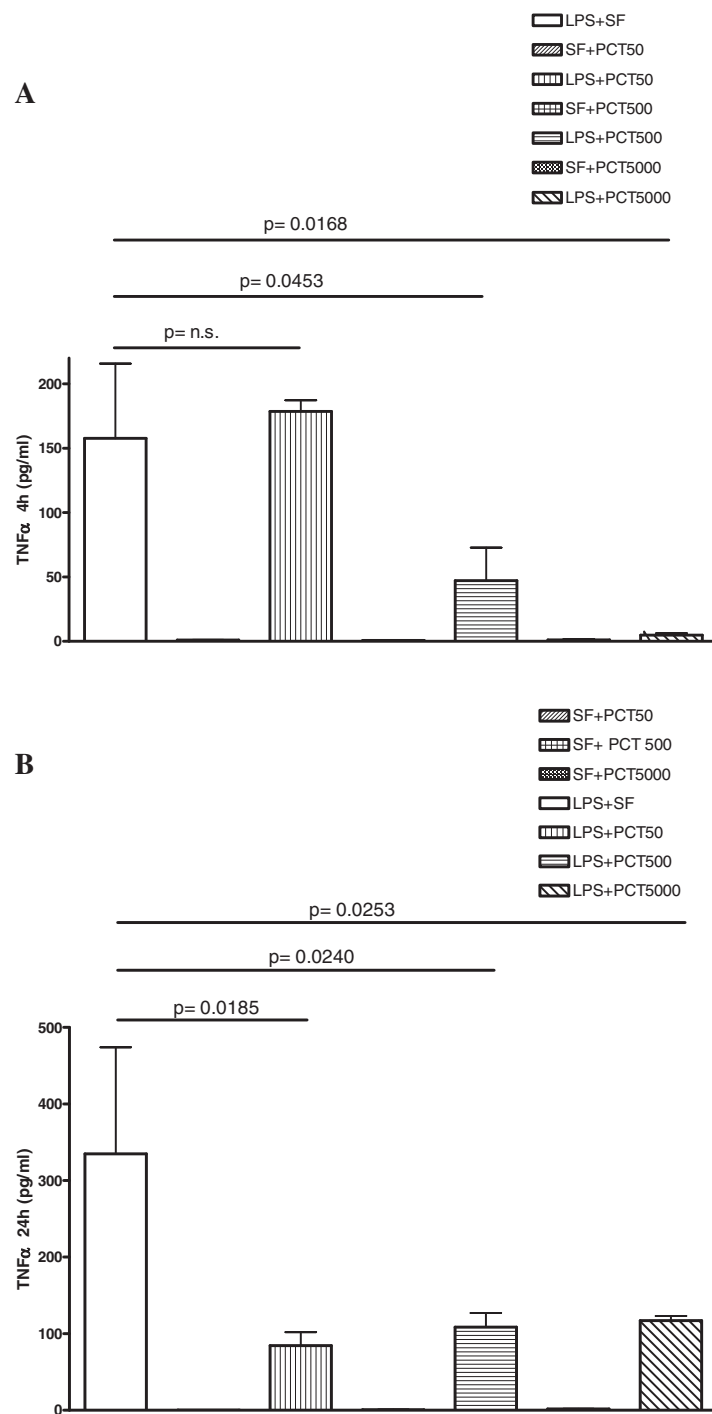 LPS+SF
SF+PCT50
LPS+PCT50
SF+PCT500
LPS+PCT500
SF+PCT5000
LPS+PCT5000
A
p= 0.0168
p= 0.0453
p= n.s.
200
150
100
50
0
TNFα 4h (pg/ml)
SF+PCT50
SF+ PCT 500
SF+PCT5000
LPS+SF
LPS+PCT50
LPS+PCT500
LPS+PCT5000
B
p= 0.0253
p= 0.0240
p= 0.0185
500
400
300
200
100
0
TNFα 24h (pg/ml)